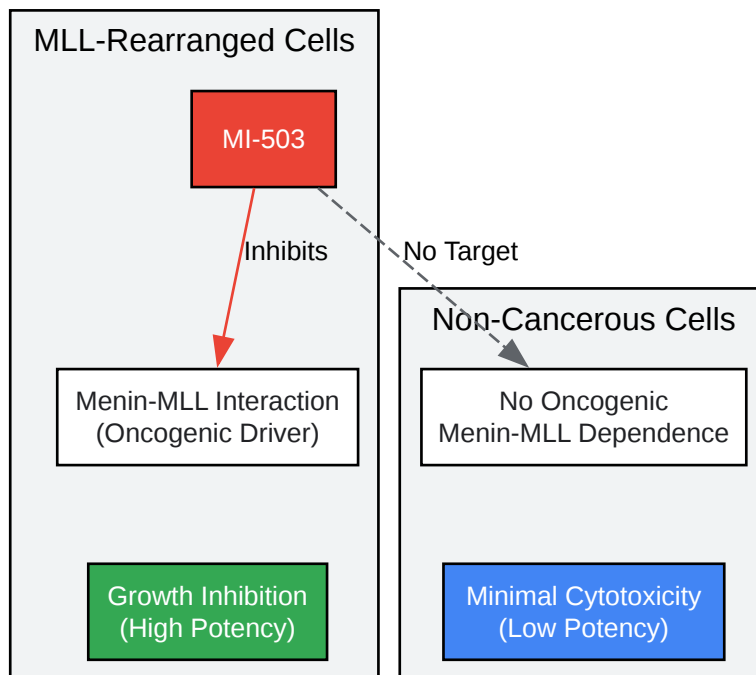 MLL-Rearranged Cells
MI-503
Inhibits
No Target
Non-Cancerous Cells
Menin-MLL Interaction
(Oncogenic Driver)
No Oncogenic
Menin-MLL Dependence
Growth Inhibition
(High Potency)
Minimal Cytotoxicity
(Low Potency)